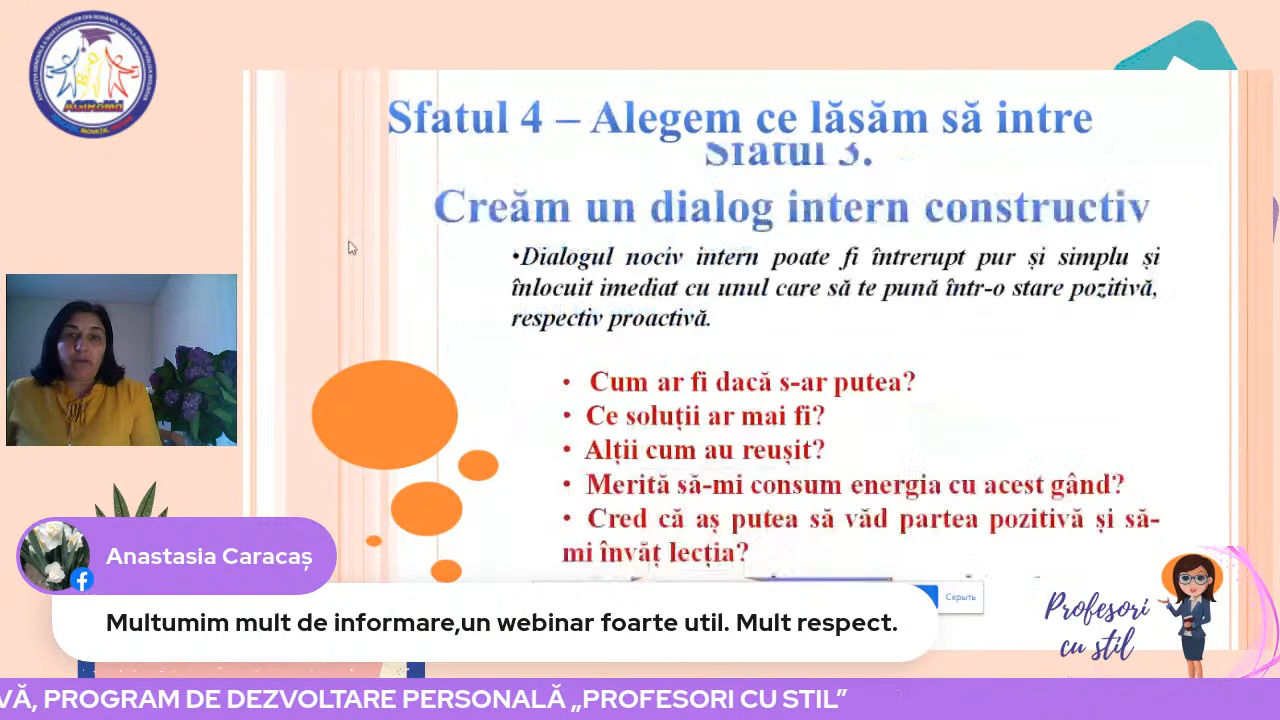 Sfatul 4 – Alegem ce lăsăm să intre
Sfatul 3.
Creăm un dialog intern constructiv
•Dialogul nociv intern poate fi întrerupt pur și simplu și
înlocuit imediat cu unul care să te pună într-o stare pozitivă,
respectiv proactivă.
• Cum ar fi dacă s-ar putea?
• Ce soluții ar mai fi?
• Alții cum au reușit?
• Merită să-mi consum energia cu acest gând?
• Cred că aș putea să văd partea pozitivă și să-
mi învăț lecția?
Скрыть
Anastasia Caracaș
Multumim mult de informare,un webinar foarte util. Mult respect.
Profesori
cu stil
VĂ, PROGRAM DE DEZVOLTARE PERSONALĂ „PROFESORI CU STIL”